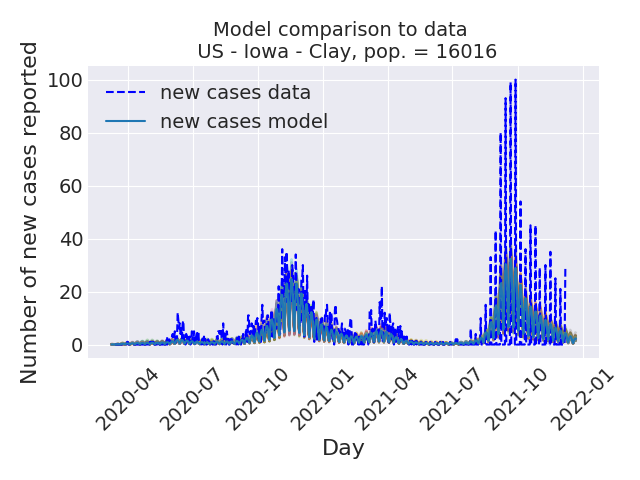 Model comparison to data
US - Iowa - Clay, pop. = 16016
Number of new cases reported
100
80
60
40
20
0
new cases data
new cases model
2020-04
2020-07
2020-10
2021-01
2021-04
2021-07
2021-10
2022-01
Day